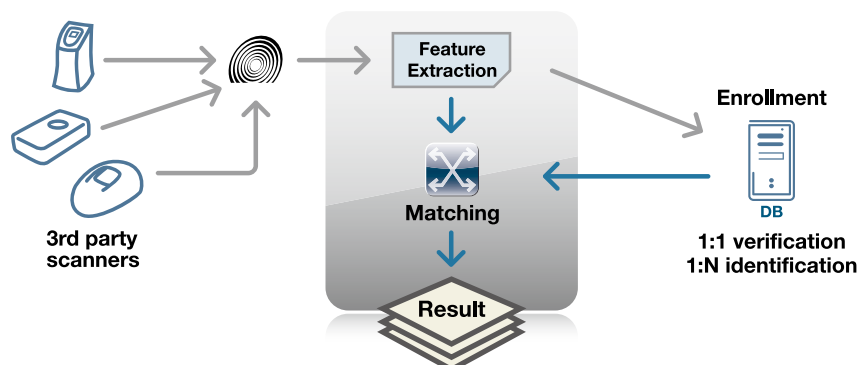 Feature
Extraction
Enrollment
DB
Matching
3rd party
scanners
1:1 verification
1:N identification
Result